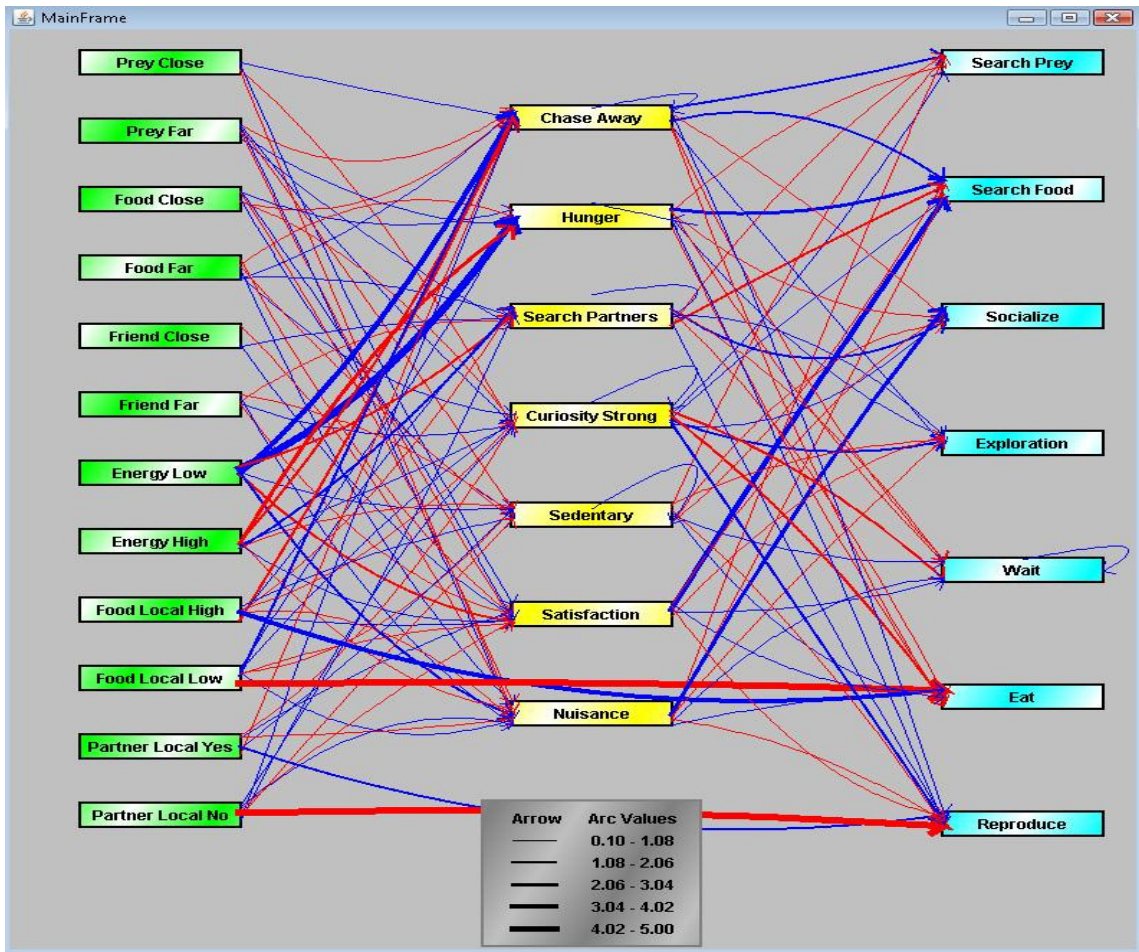 MainFrame
Prey Close
Prey Far
Food Close
Food Far
Friend Close
Friend Far
Energy Low
Energy High
Food Local High
Food Local Low
Partner Local Yes
Partner Local No
Chase Away
Hunger
Search Partners
Curiosity Strong
Sedentary
Satisfaction
Nuisance
Search Prey
Search Food
Socialize
Exploration
Wait
Eat
Reproduce
Arrow Arc Values
0.10 - 1.08
1.08 - 2.06
2.06 - 3.04
3.04 - 4.02
4.02 - 5.00